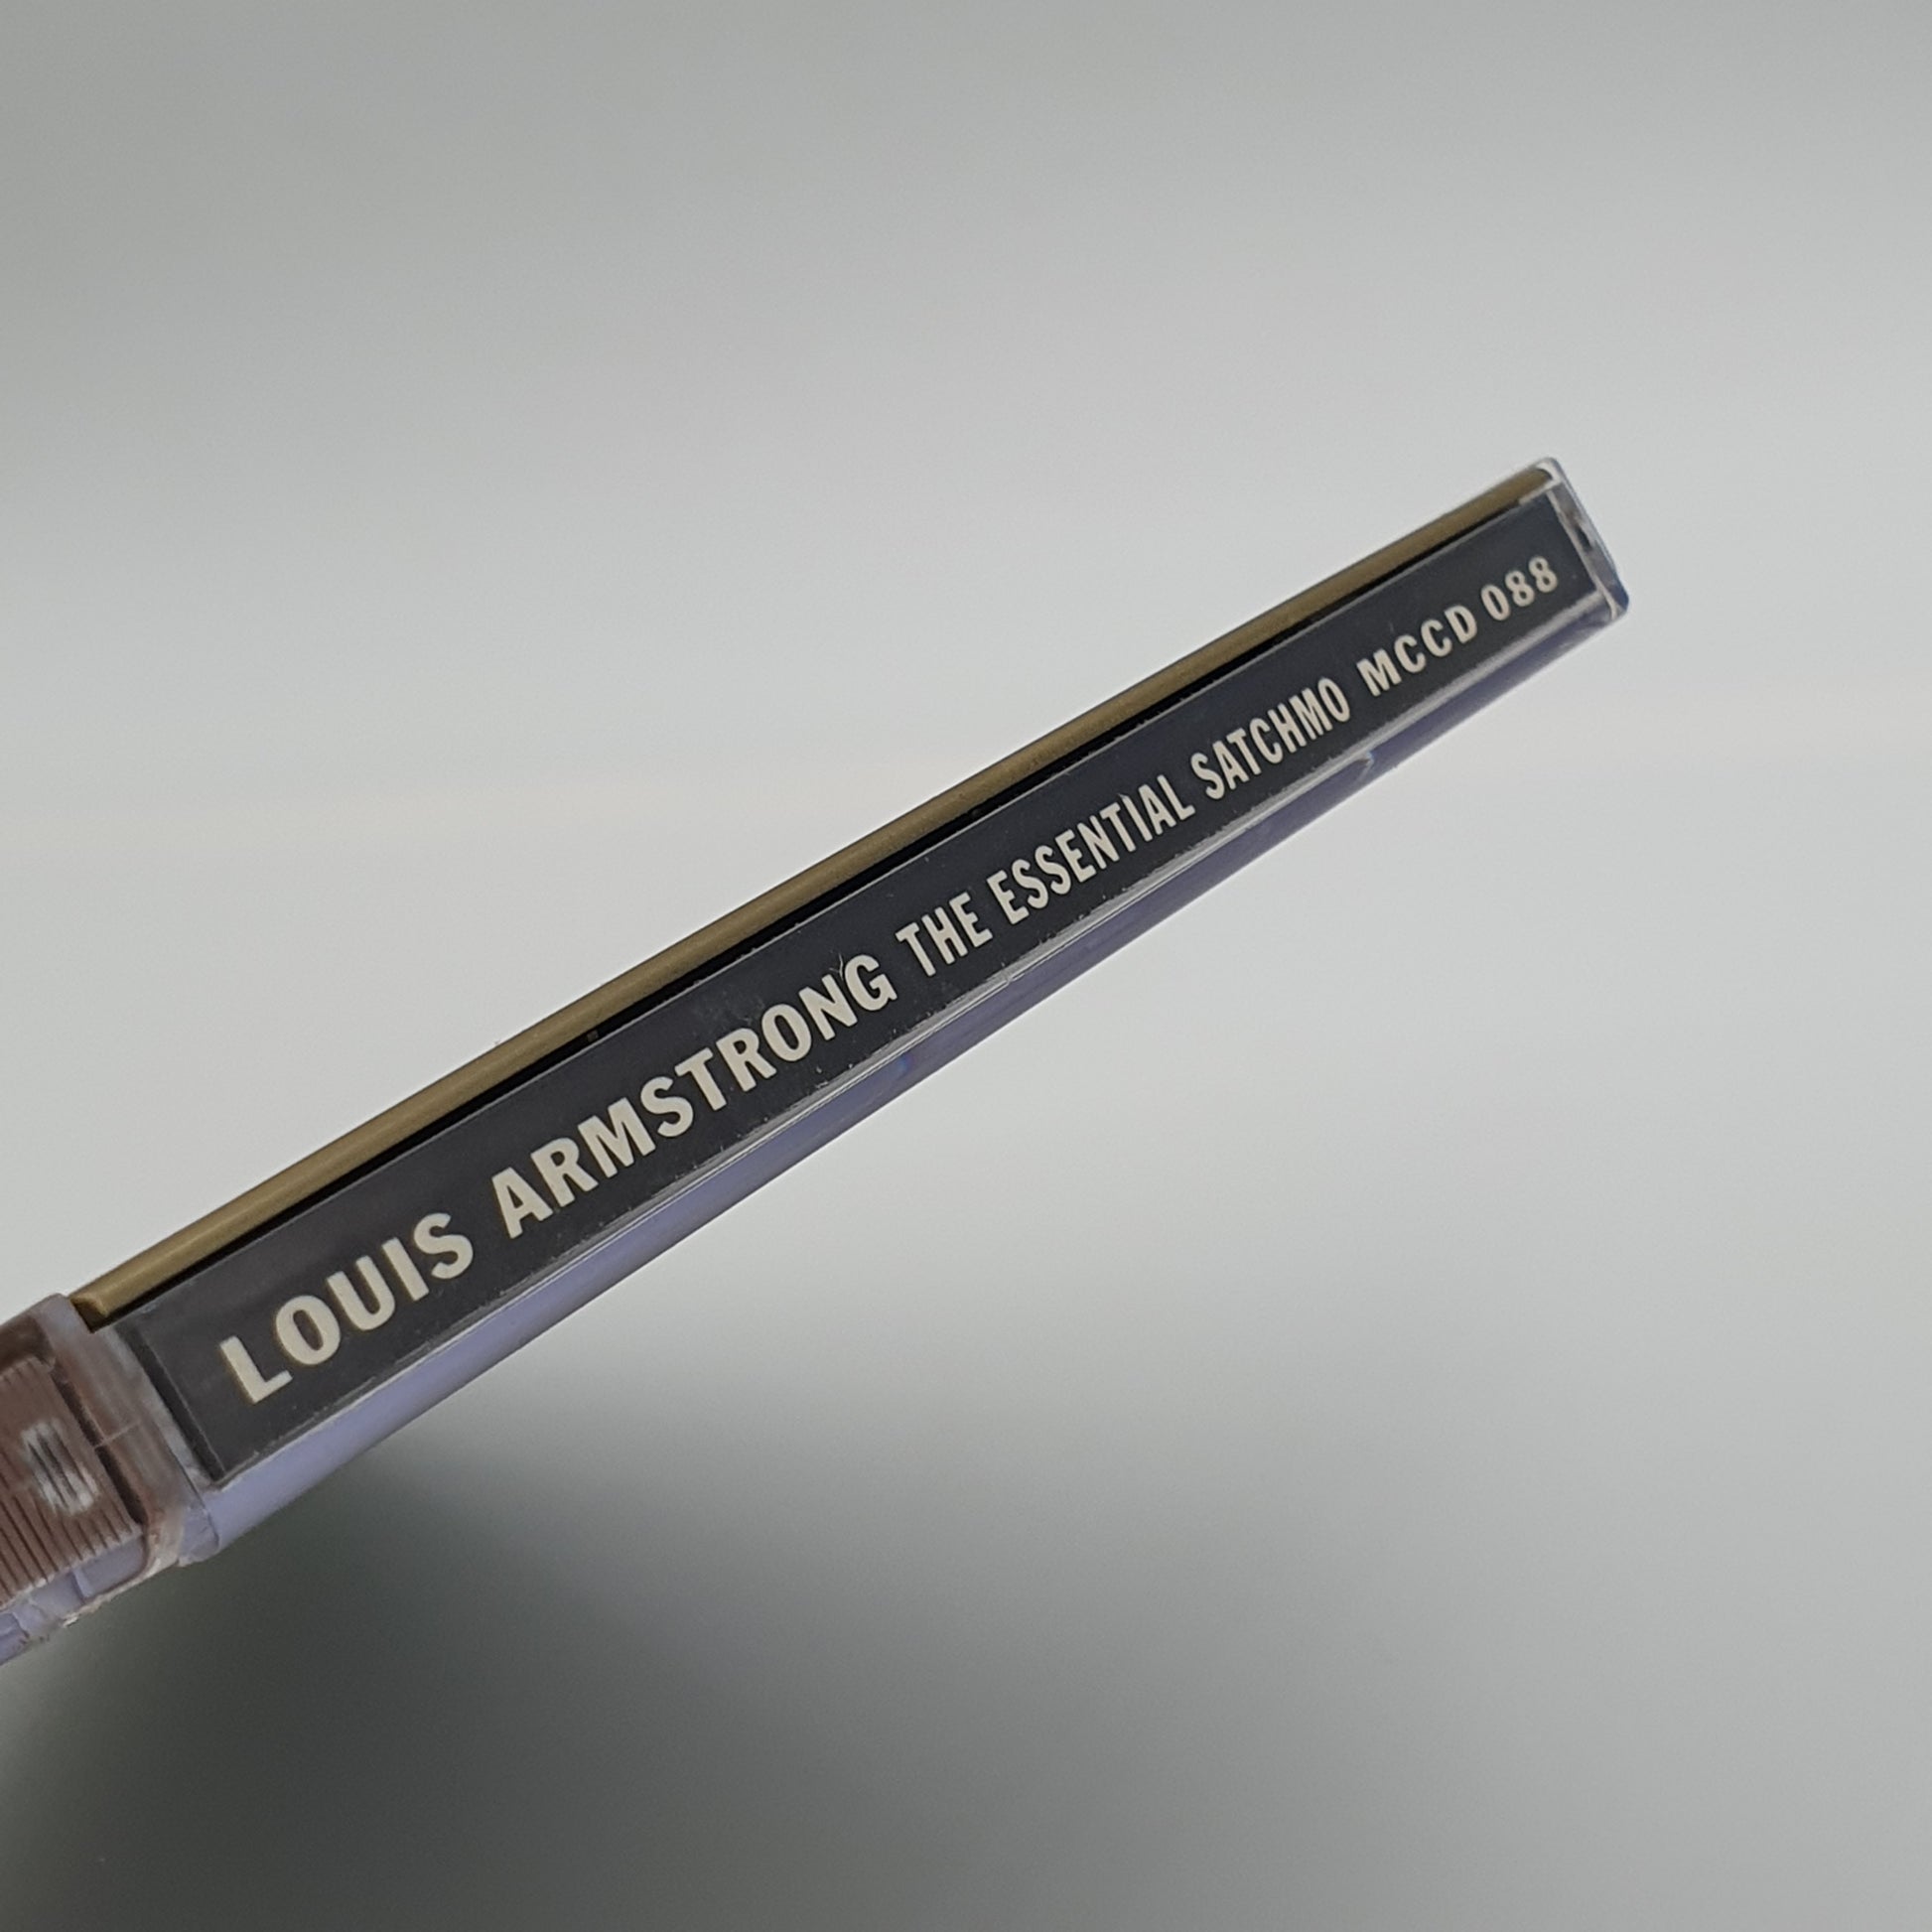 LOUIS ARMSTRONG THE ESSENTIAL SATCHMO MCCD 088